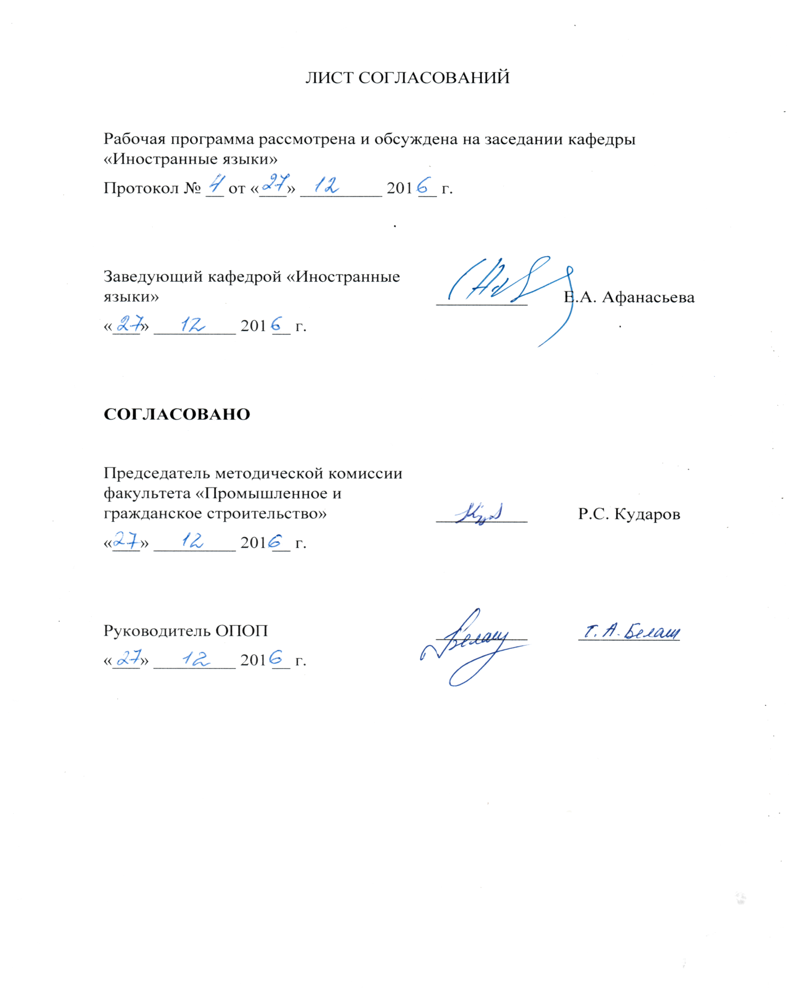 ЛИСТ СОГЛАСОВАНИЙ
Рабочая программа рассмотрена и обсуждена на заседании кафедры
«Иностранные языки»
Протокол № 4 от «27» 12 2016 г.
Заведующий кафедрой «Иностранные
языки» Е.А. Афанасьева
«27» 12 2016 г.
СОГЛАСОВАНО
Председатель методической комиссии
факультета «Промышленное и
гражданское строительство» Р.С. Кударов
«27» 12 2016 г.
Руководитель ОПОП Белаш Т.А. Белаш
«27» 12 2016 г.